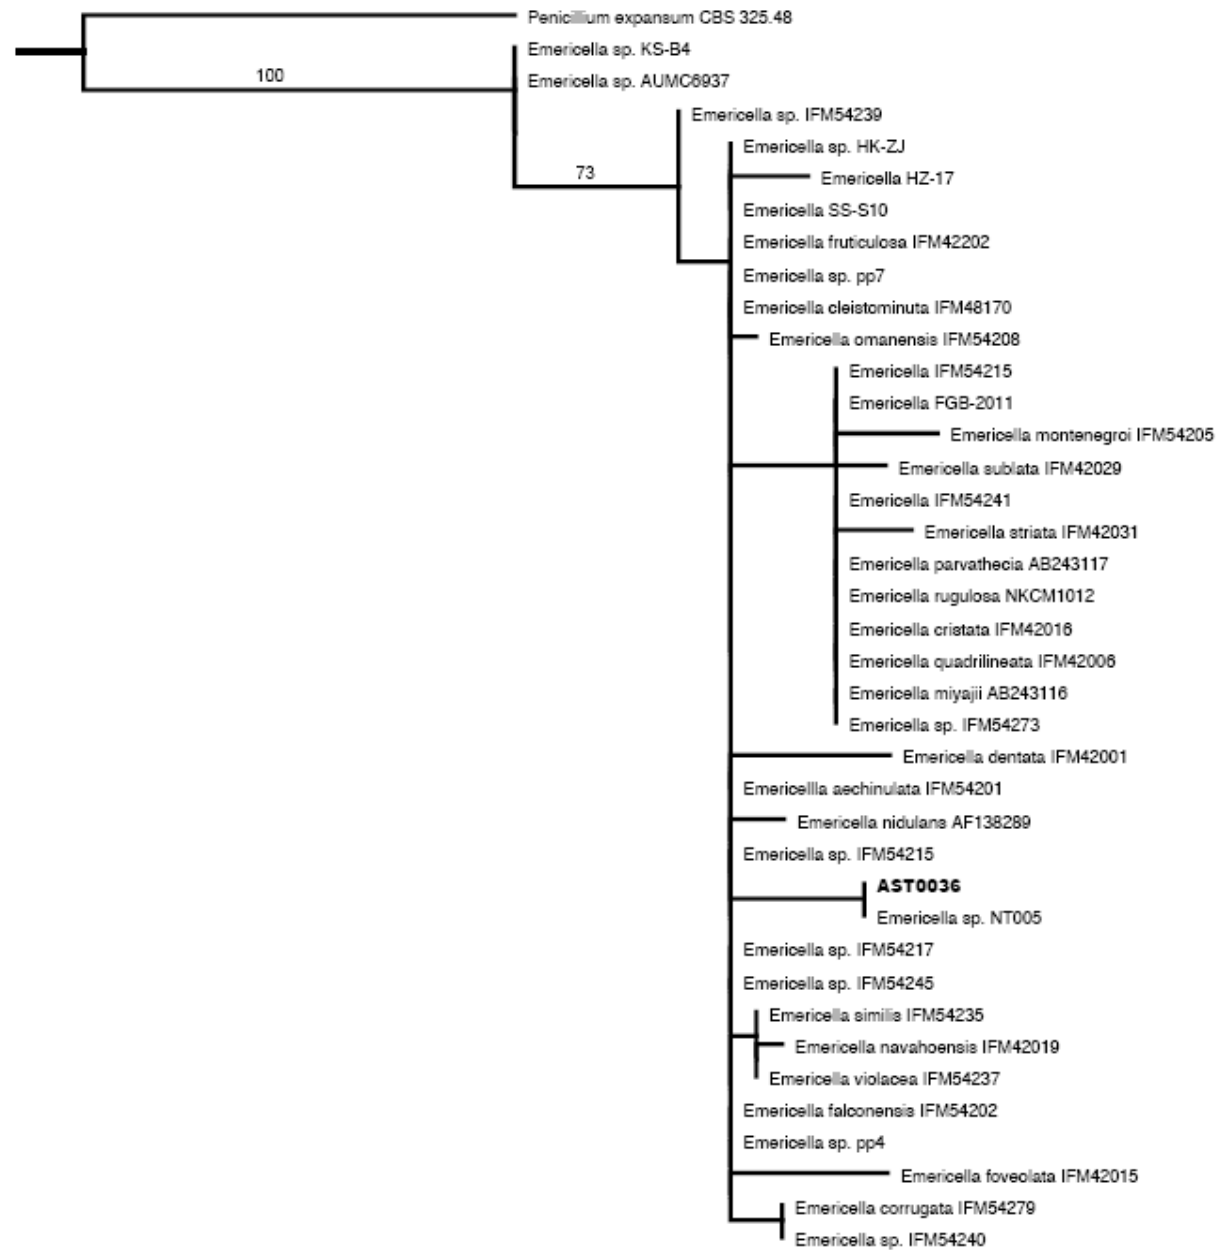 Penicillium expansum CBS 325.48
Emericella sp. KS-B4
100
Emericella sp. AUMC6937
Emericella sp. IFM54239
Emericella sp. HK-ZJ
73
Emericella HZ-17
Emericella SS-S10
Emericella fruticulosa IFM42202
Emericella sp. pp7
Emericella cleistominuta IFM48170
Emericella omanensis IFM54208
Emericella IFM54215
Emericella FGB-2011
Emericella montenegroi IFM54205
Emericella sublata IFM42029
Emericella IFM54241
Emericella striata IFM42031
Emericella parvathecia AB243117
Emericella rugulosa NKCM1012
Emericella cristata IFM42016
Emericella quadrilineata IFM42006
Emericella miyajii AB243116
Emericella sp. IFM54273
Emericella dentata IFM42001
Emericellla aechinulata IFM54201
Emericella nidulans AF138289
Emericella sp. IFM54215
AST0036
Emericella sp. NT005
Emericella sp. IFM54217
Emericella sp. IFM54245
Emericella similis IFM54235
Emericella navahoensis IFM42019
Emericella violacea IFM54237
Emericella falconensis IFM54202
Emericella sp. pp4
Emericella foveolata IFM42015
Emericella corrugata IFM54279
Emericella sp. IFM54240